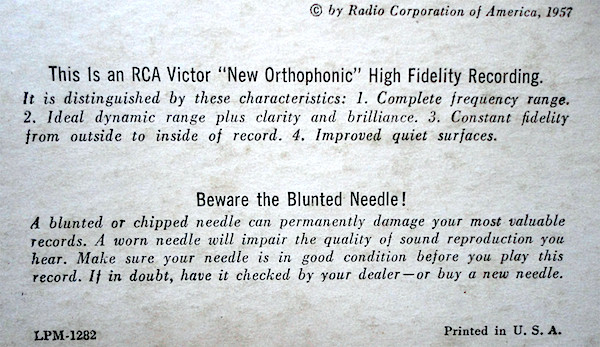 © by Radio Corporation of America, 1957
This Is an RCA Victor "New Orthophonic" High Fidelity Recording.
It is distinguished by these characteristics: 1. Complete frequency range.
2. Ideal dynamic range plus clarity and brilliance. 3. Constant fidelity
from outside to inside of record. 4. Improved quiet surfaces.
Beware the Blunted Needle!
A blunted or chipped needle can permanently damage your most valuable
records. A worn needle will impair the quality of sound reproduction you
hear. Make sure your needle is in good condition before you play this
record. If in doubt, have it checked by your dealer—or buy a new needle.
LPM-1282
Printed in U. S. A.